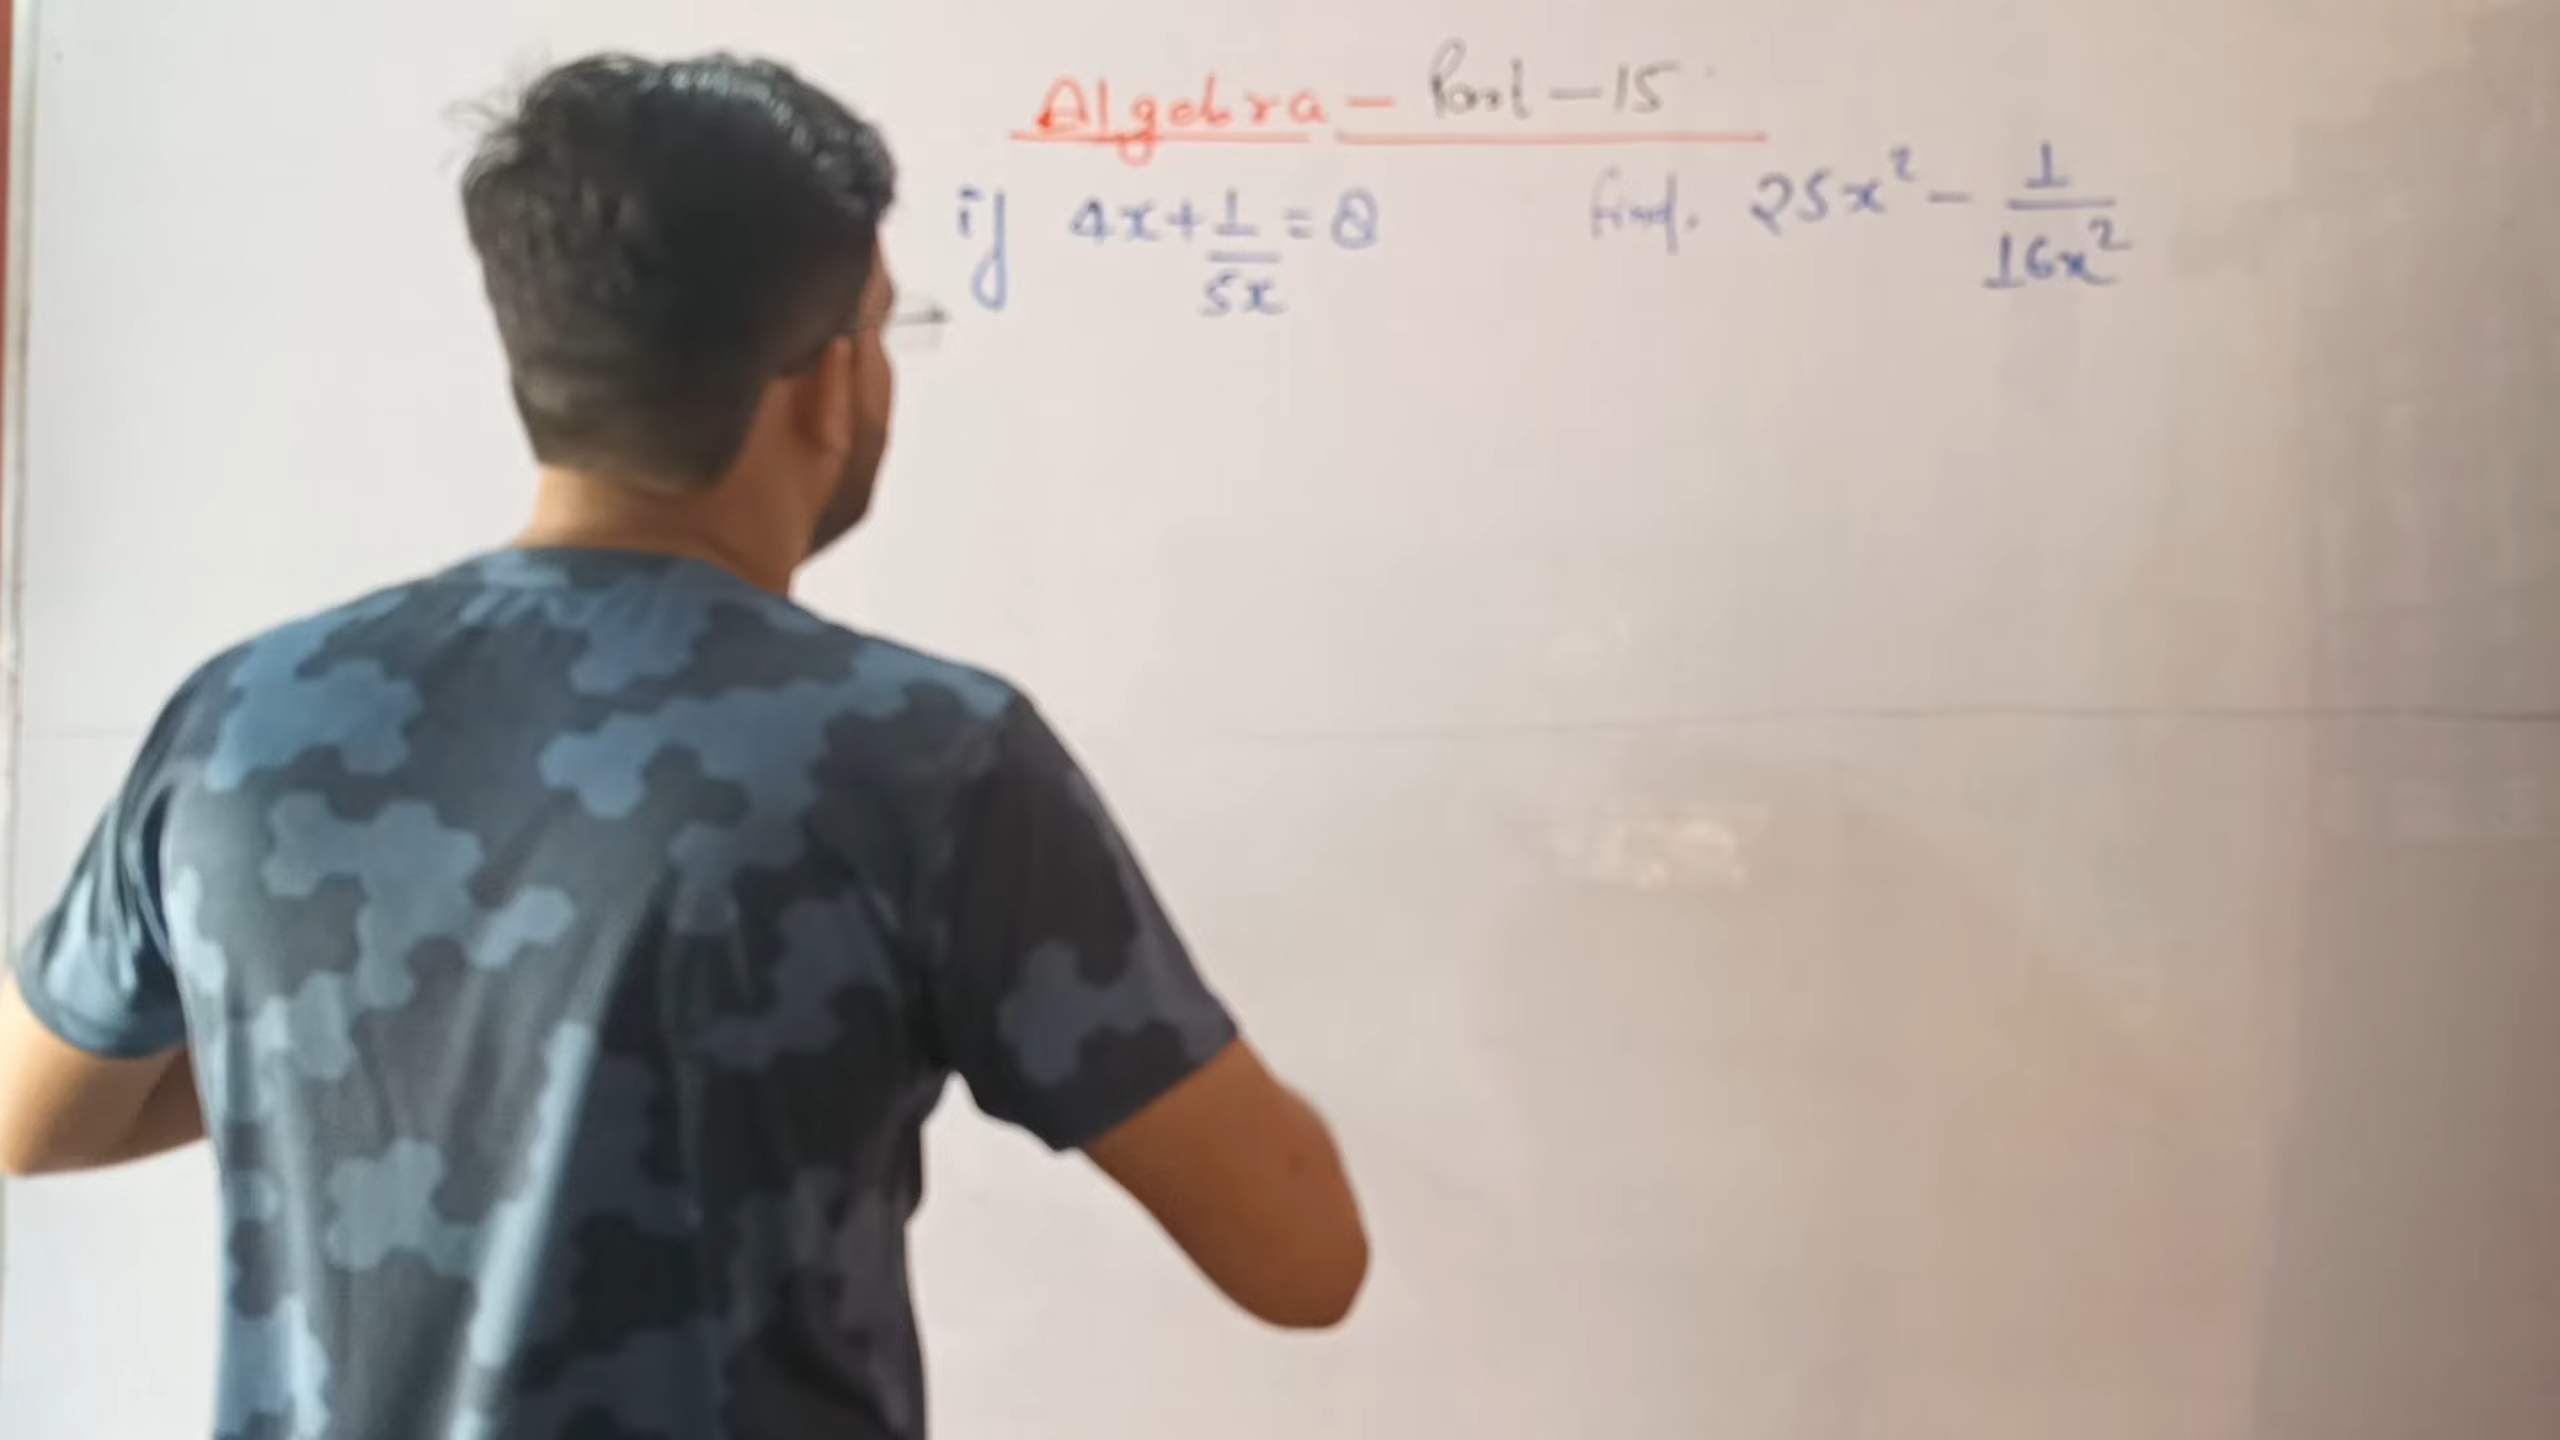 Algebra - Part - 15
if 4x + 1/5x = 8 find. 25x² - 1/16x²